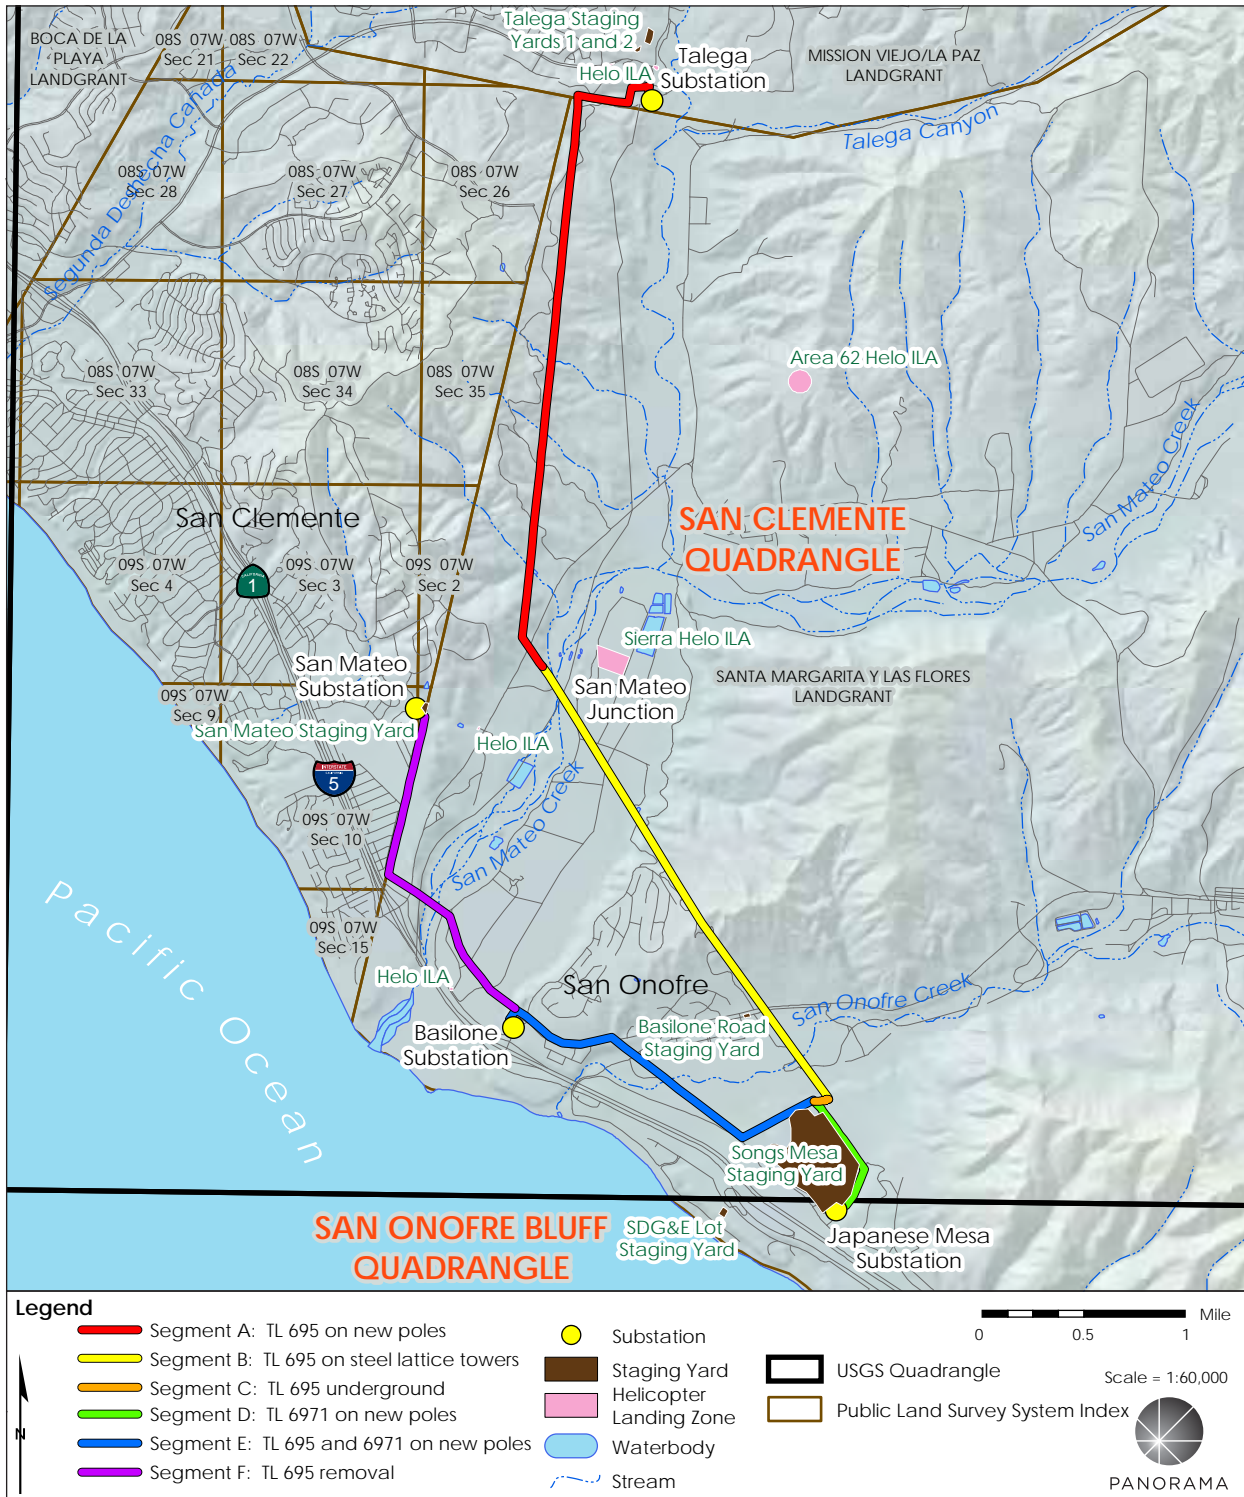 Talega Staging
Yards 1 and 2
BOCA DE LA
PLAYA
LANDGRANT
08S 07W
Sec 21
08S 07W
Sec 22
Helo ILA
Talega
Substation
MISSION VIEJO/LA PAZ
LANDGRANT
Talega Canyon
Segunda Deshecha Cañada
08S 07W
Sec 28
08S 07W
Sec 27
08S 07W
Sec 26
Area 62 Helo ILA
08S 07W
Sec 33
08S 07W
Sec 34
08S 07W
Sec 35
San Mateo Creek
San Clemente
SAN CLEMENTE
QUADRANGLE
09S 07W
Sec 4
CALIFORNIA
1
09S 07W
Sec 3
09S 07W
Sec 2
Sierra Helo ILA
San Mateo
Substation
San Mateo
Junction
SANTA MARGARITA Y LAS FLORES
LANDGRANT
09S 07W
Sec 9
San Mateo Staging Yard
Helo ILA
INTERSTATE
CALIFORNIA
5
09S 07W
Sec 10
San Mateo Creek
Pacific Ocean
09S 07W
Sec 15
Helo ILA
San Onofre
San Onofre Creek
Basilone
Substation
Basilone Road
Staging Yard
Songs Mesa
Staging Yard
SAN ONOFRE BLUFF
QUADRANGLE
SDG&E Lot
Staging Yard
Japanese Mesa
Substation
Legend
Segment A: TL 695 on new poles
Segment B: TL 695 on steel lattice towers
Segment C: TL 695 underground
Segment D: TL 6971 on new poles
Segment E: TL 695 and 6971 on new poles
Segment F: TL 695 removal
Substation
Staging Yard
Helicopter
Landing Zone
Waterbody
Stream
USGS Quadrangle
Public Land Survey System Index
Mile
0 0.5 1
Scale = 1:60,000
N
PANORAMA